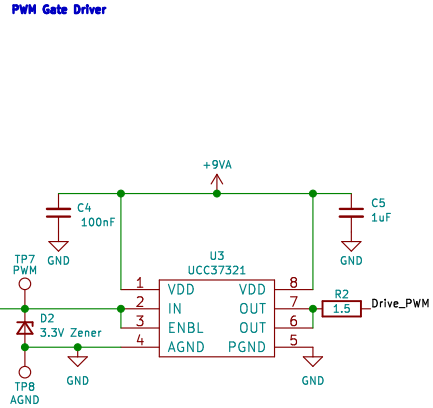 PWM Gate Driver
+9VA
C4
100nF
C5
1uF
GND
GND
U3
UCC37321
TP7
PWM
1
VDD
VDD
8
2
IN
OUT
7
R2
1.5
Drive_PWM
3
ENBL
OUT
6
D2
3.3V Zener
4
AGND
PGND
5
GND
GND
TP8
AGND